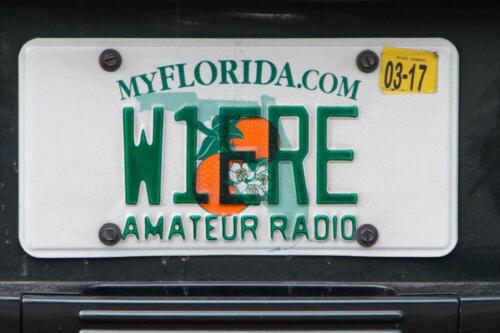 MYFLORIDA.COM
03-17
W1ERE
AMATEUR RADIO